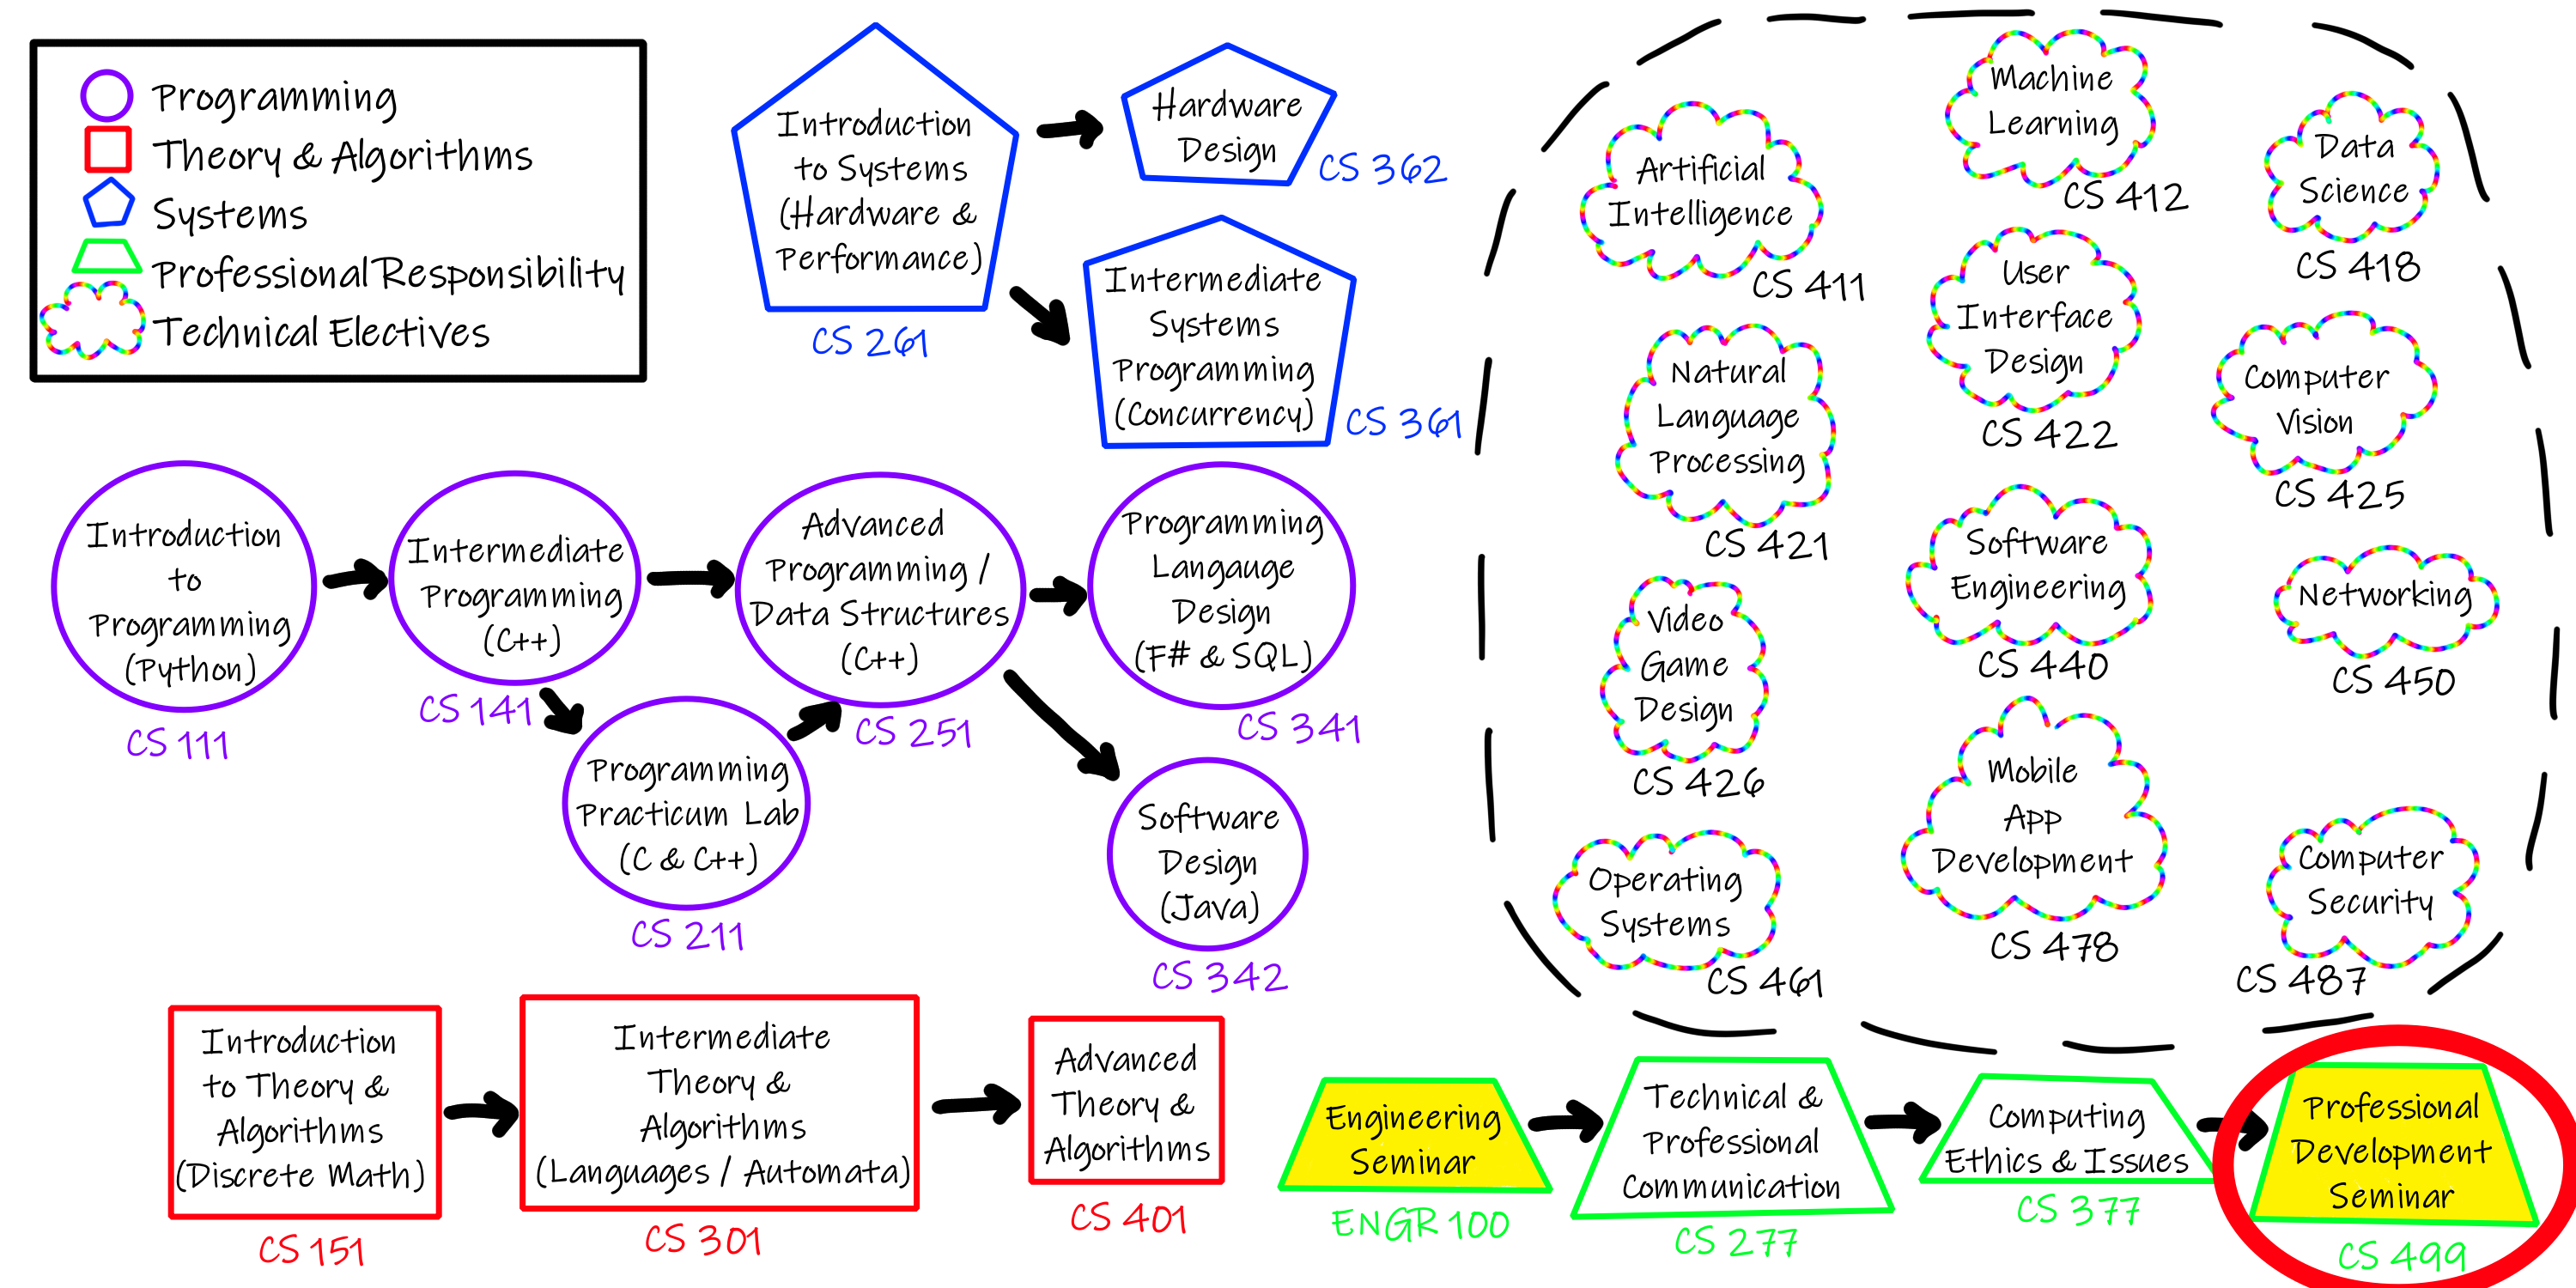 Programming
Theory & Algorithms
Systems
Professional Responsibility
Technical Electives
Introduction
to Systems
(Hardware &
Performance)
CS 261
Hardware
Design
CS 362
Intermediate
Systems
Programming
(Concurrency)
CS 361
Introduction
to
Programming
(Python)
CS 111
Intermediate
Programming
(C++)
CS 141
Programming
Practicum Lab
(C & C++)
CS 211
Advanced
Programming /
Data Structures
(C++)
CS 251
Programming
Langauge
Design
(F# & SQL)
CS 341
Software
Design
(Java)
CS 342
Introduction
to Theory &
Algorithms
(Discrete Math)
CS 151
Intermediate
Theory &
Algorithms
(Languages / Automata)
CS 301
Advanced
Theory &
Algorithms
CS 401
Artificial
Intelligence
CS 411
Machine
Learning
CS 412
Data
Science
CS 418
Natural
Language
Processing
CS 421
User
Interface
Design
CS 422
Computer
Vision
CS 425
Video
Game
Design
CS 426
Software
Engineering
CS 440
Networking
CS 450
Operating
Systems
CS 461
Mobile
App
Development
CS 478
Computer
Security
CS 487
Engineering
Seminar
ENGR 100
Technical &
Professional
Communication
CS 277
Computing
Ethics & Issues
CS 377
Professional
Development
Seminar
CS 499